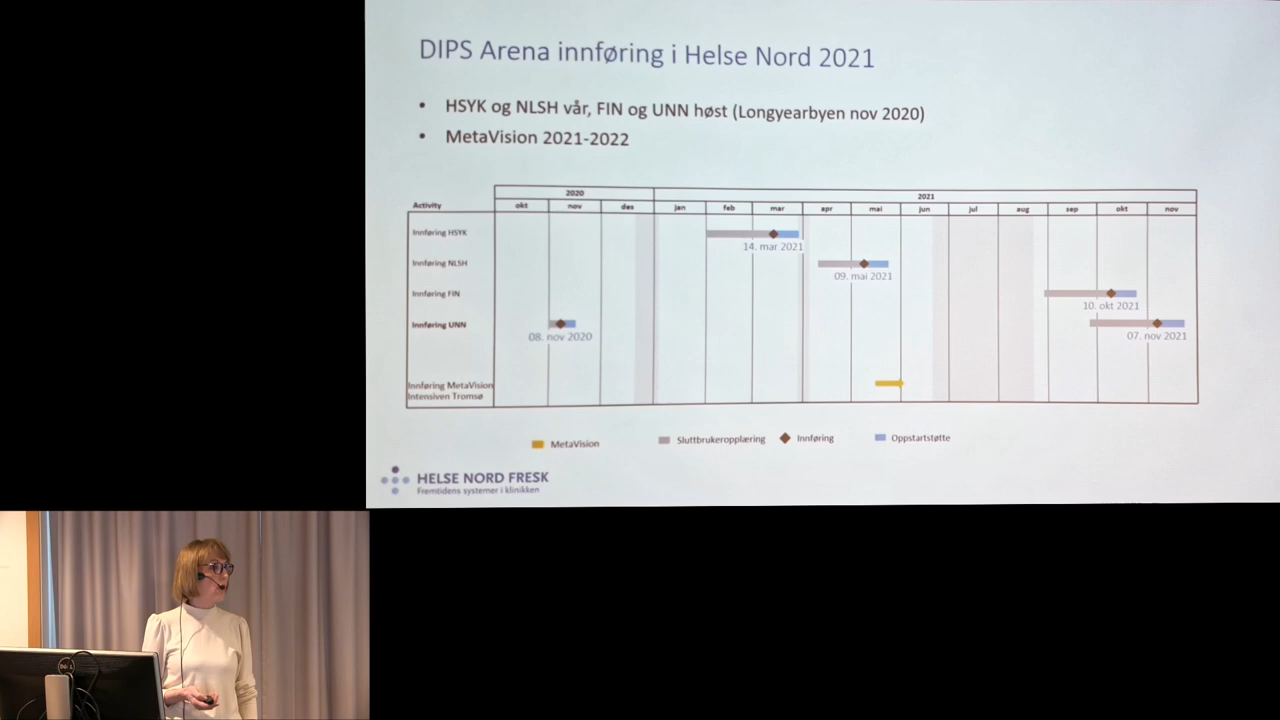 DIPS Arena innføring i Helse Nord 2021
• HSYK og NLSH vår, FIN og UNN høst (Longyearbyen nov 2020)
• MetaVision 2021-2022
2020 2021
Activity okt nov des jan feb mar apr mai jun jul aug sep okt nov
Innføring HSYK
14. mar 2021
Innføring NLSH
09. mai 2021
Innføring FIN
10. okt 2021
Innføring UNN
08. nov 2020 07. nov 2021
Innføring MetaVision
Intensiven Tromsø
MetaVision Sluttbrukeropplæring Innføring Oppstartstøtte
HELSE NORD FRESK
Fremtidens systemer i klinikken